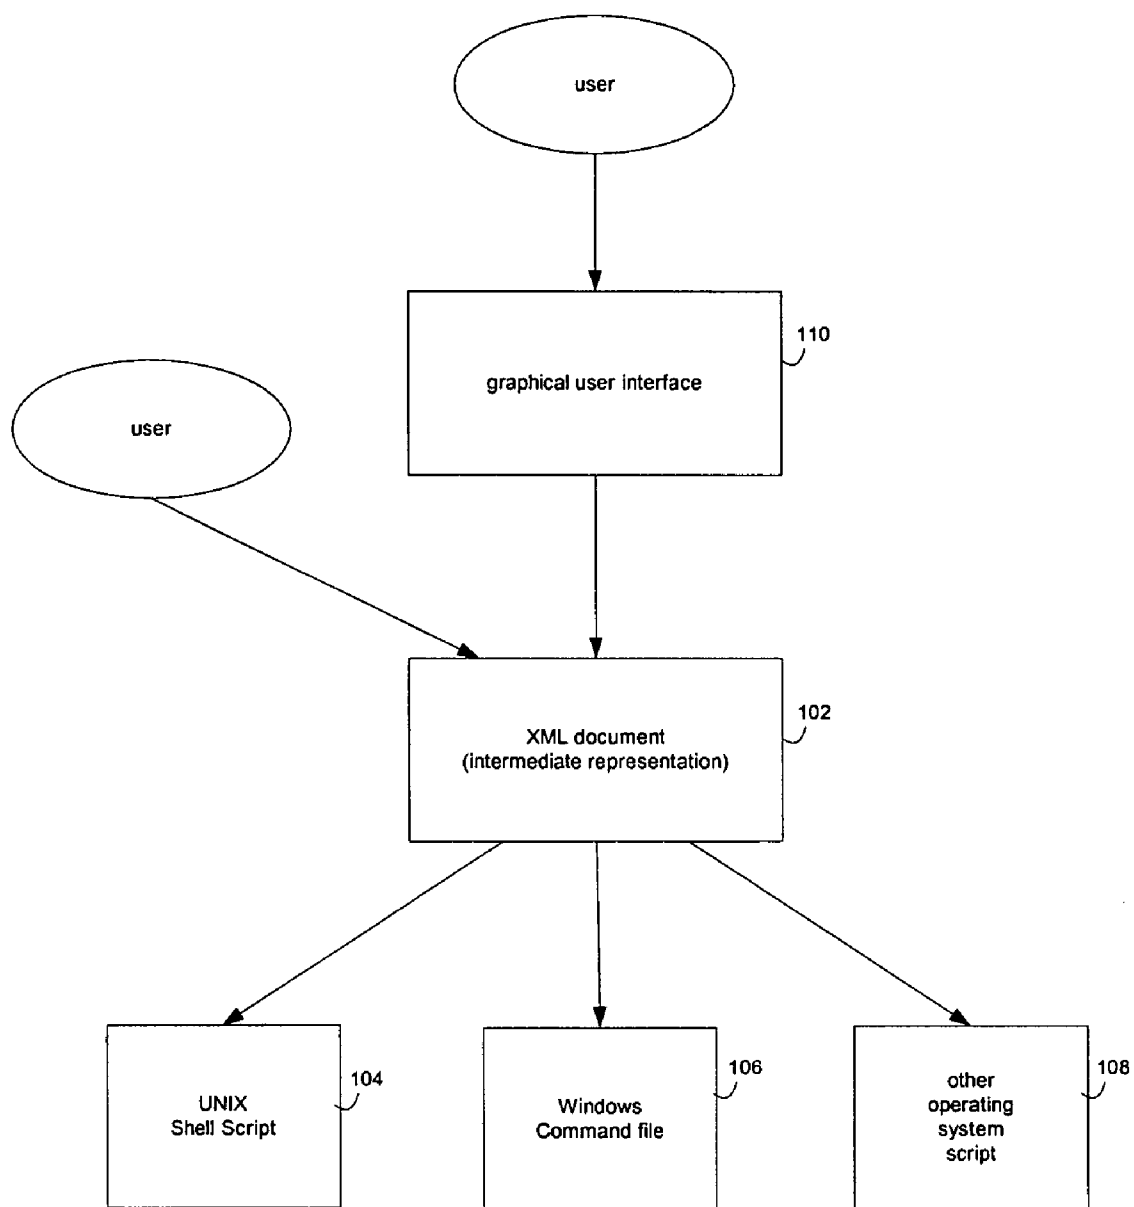 user
110
graphical user interface
user
102
XML document
(intermediate representation)
104
UNIX
Shell Script
106
Windows
Command file
108
other
operating
system
script